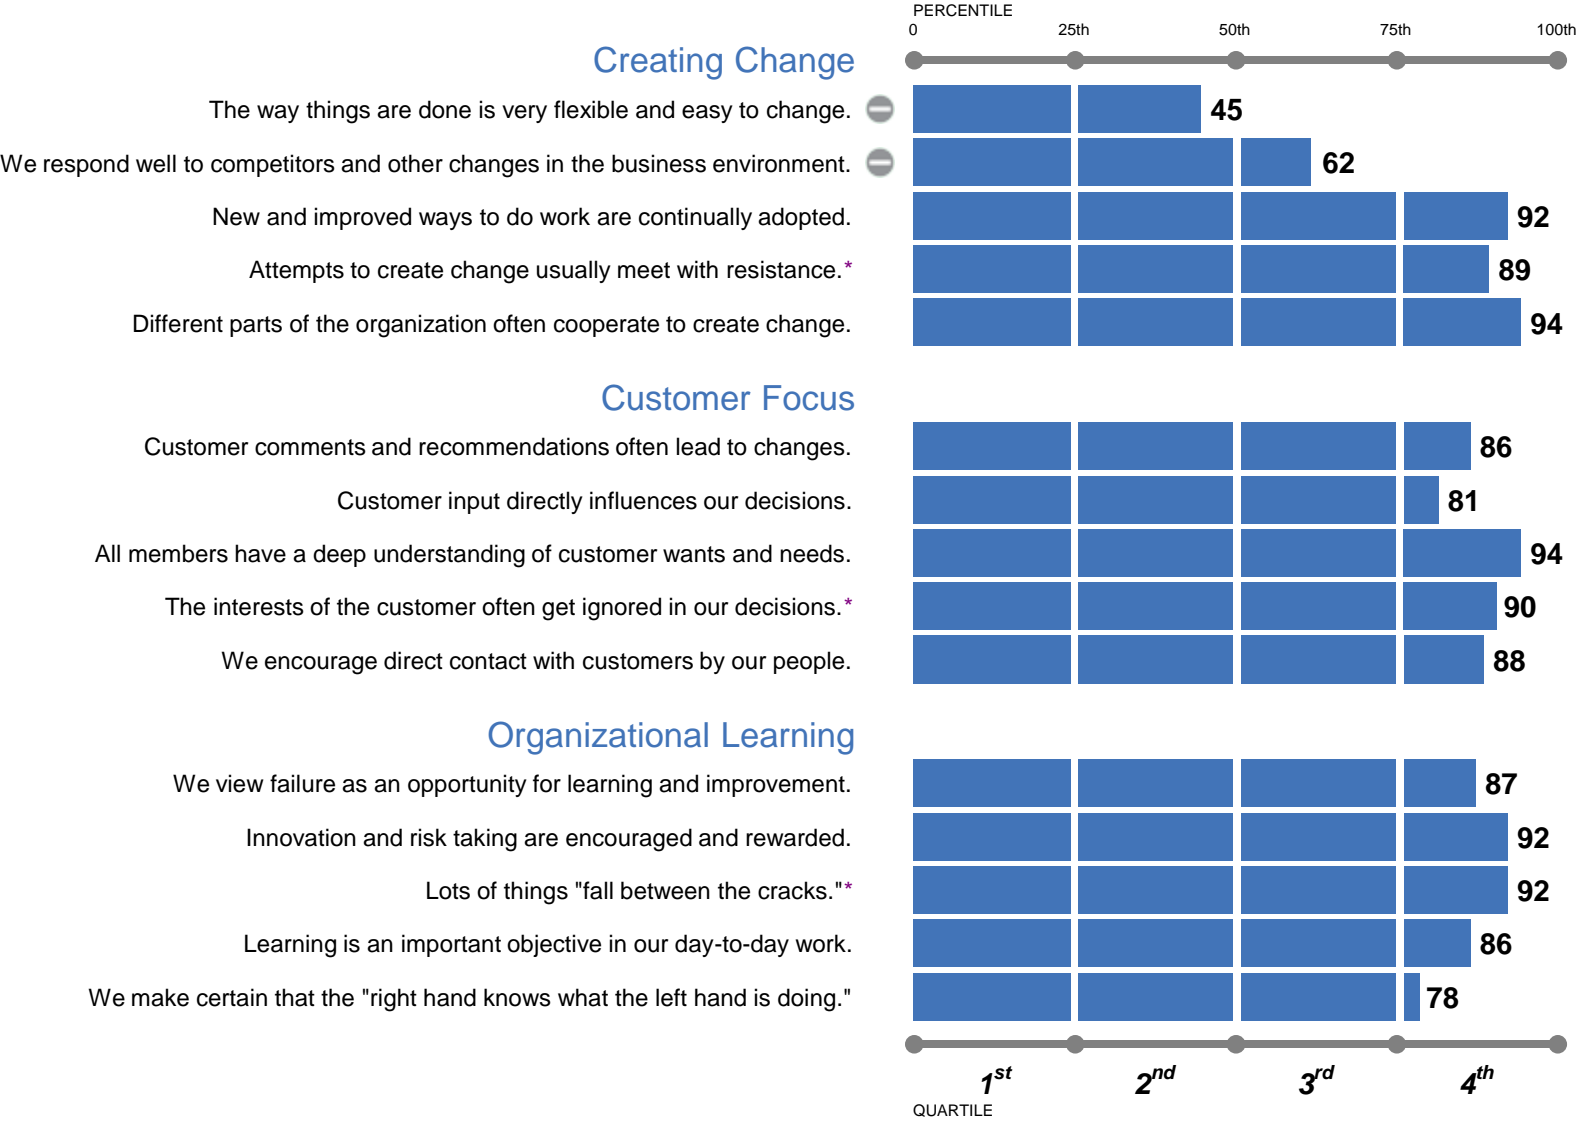 PERCENTILE
0 25th 50th 75th 100th
Creating Change
The way things are done is very flexible and easy to change. 45
We respond well to competitors and other changes in the business environment. 62
New and improved ways to do work are continually adopted. 92
Attempts to create change usually meet with resistance.* 89
Different parts of the organization often cooperate to create change. 94
Customer Focus
Customer comments and recommendations often lead to changes. 86
Customer input directly influences our decisions. 81
All members have a deep understanding of customer wants and needs. 94
The interests of the customer often get ignored in our decisions.* 90
We encourage direct contact with customers by our people. 88
Organizational Learning
We view failure as an opportunity for learning and improvement. 87
Innovation and risk taking are encouraged and rewarded. 92
Lots of things "fall between the cracks."* 92
Learning is an important objective in our day-to-day work. 86
We make certain that the "right hand knows what the left hand is doing." 78
1st 2nd 3rd 4th
QUARTILE